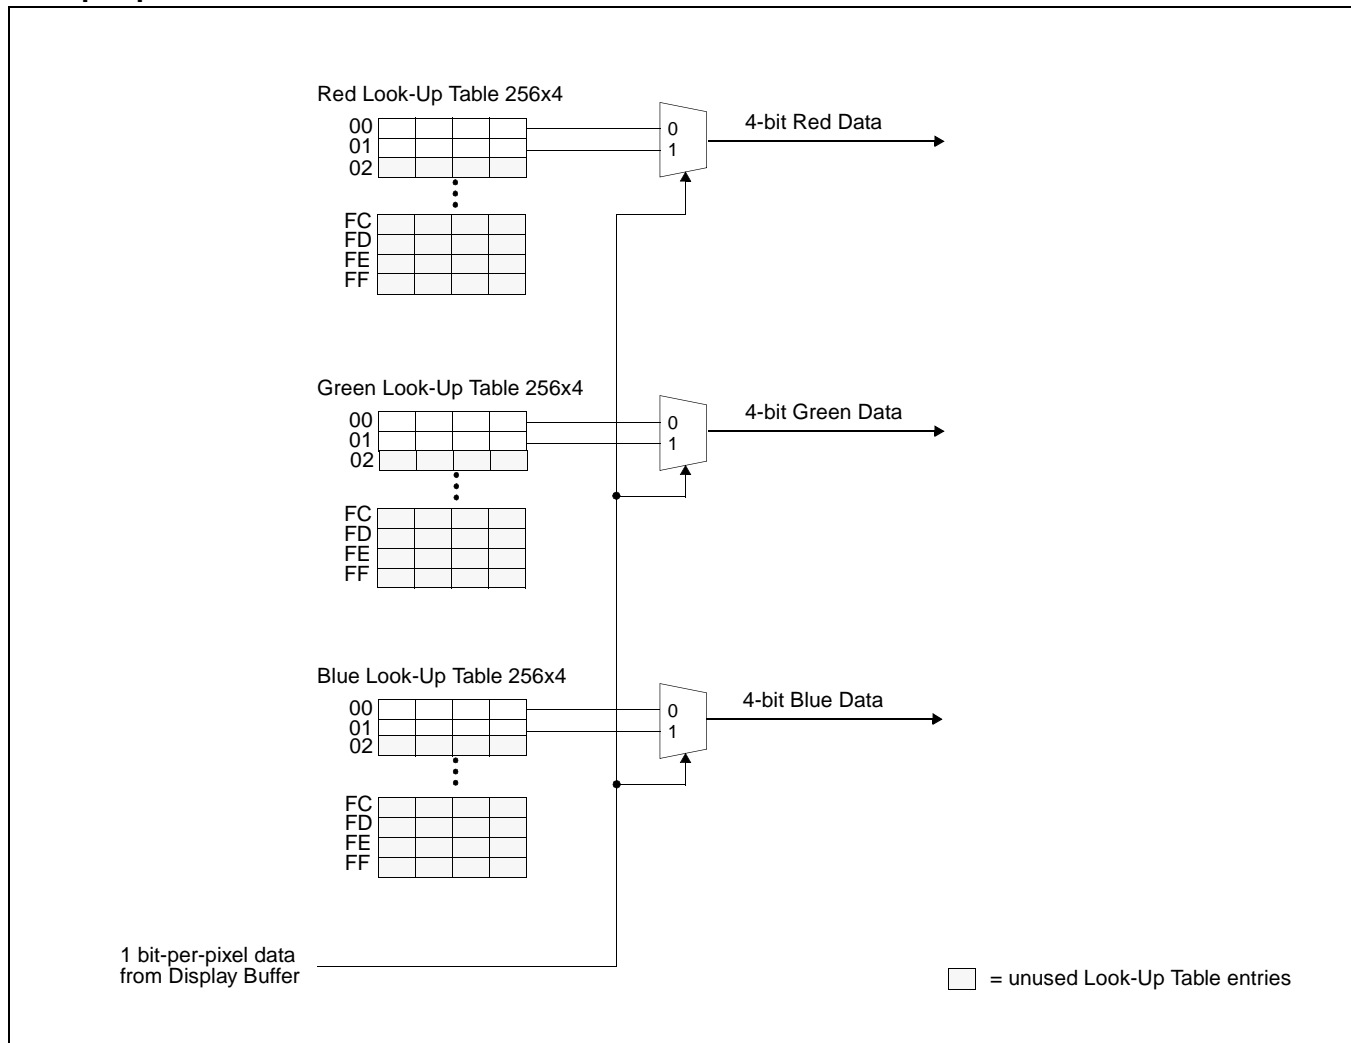 Red Look-Up Table 256x4
00
01
02
FC
FD
FE
FF
0
1
4-bit Red Data
Green Look-Up Table 256x4
00
01
02
FC
FD
FE
FF
0
1
4-bit Green Data
Blue Look-Up Table 256x4
00
01
02
FC
FD
FE
FF
0
1
4-bit Blue Data
1 bit-per-pixel data
from Display Buffer
= unused Look-Up Table entries